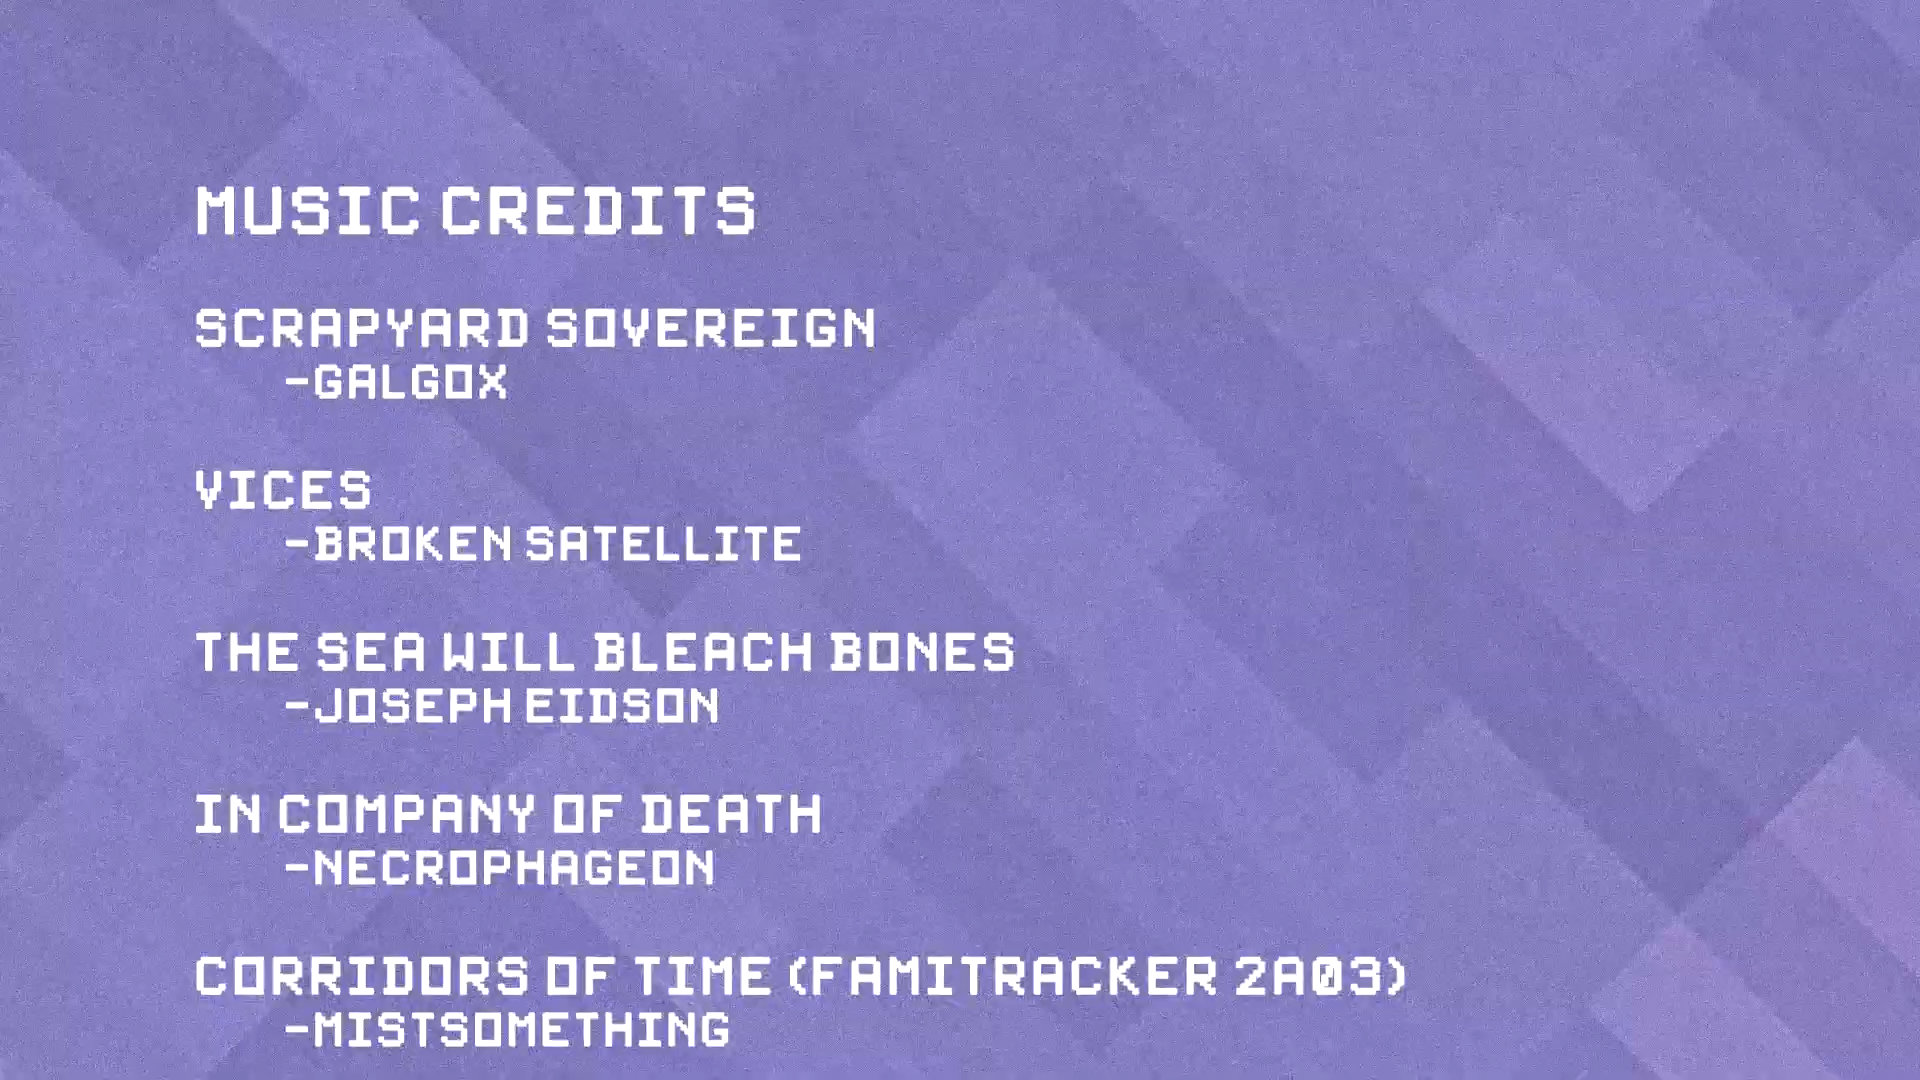 MUSIC CREDITS
SCRAPYARD SOVEREIGN
-GALGOX
VICES
-BROKEN SATELLITE
THE SEA WILL BLEACH BONES
-JOSEPH EIDSON
IN COMPANY OF DEATH
-NECROPHAGEON
CORRIDORS OF TIME (FAMITRACKER 2A03)
-MISTSOMETHING